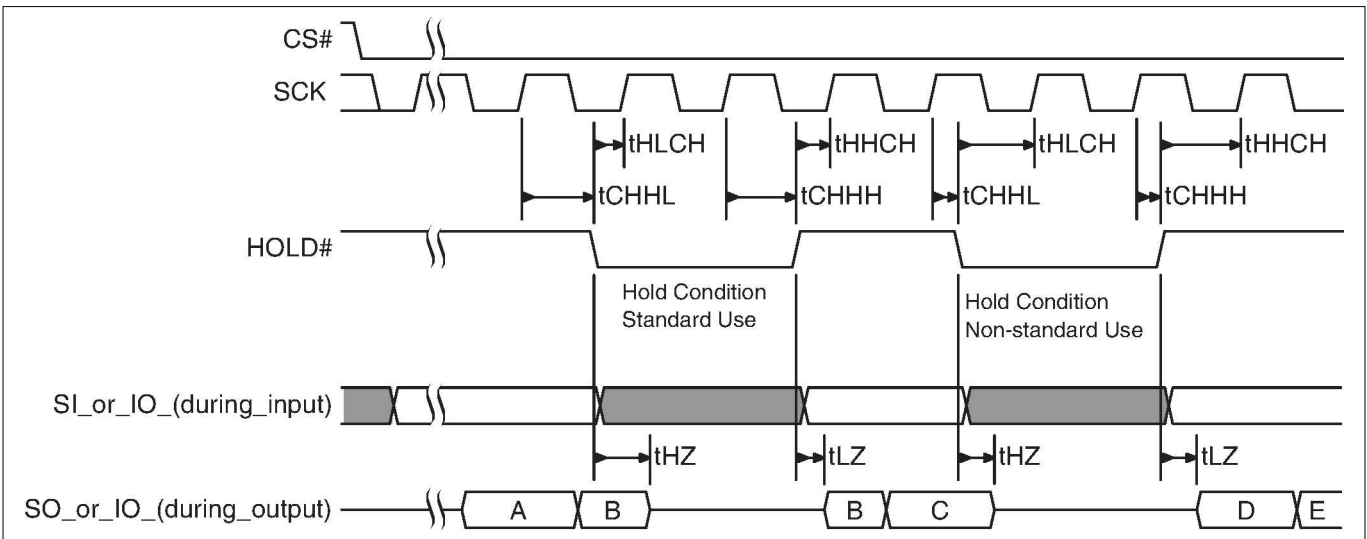 CS#
SCK
tHLCH
tHHCH
tHLCH
tHHCH
tCHHL
tCHHH
tCHHL
tCHHH
HOLD#
Hold Condition
Standard Use
Hold Condition
Non-standard Use
SI_or_IO_(during_input)
tHZ
tLZ
tHZ
tLZ
SO_or_IO_(during_output)
A
B
B
C
D
E